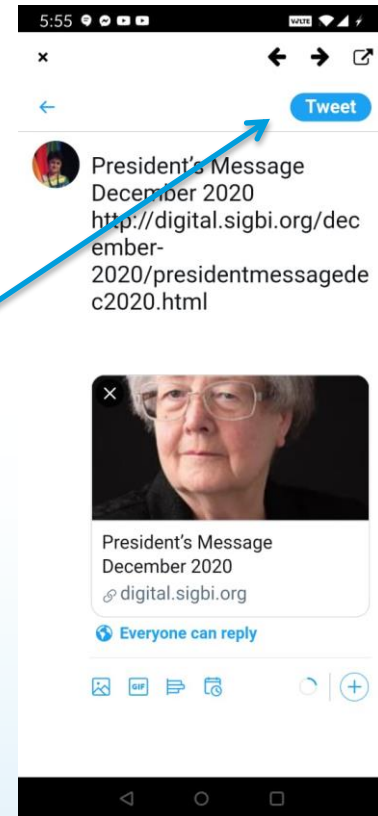 5:55 VoLTE
×
Tweet
President's Message
December 2020
http://digital.sigbi.org/dec
ember-
2020/presidentmessagede
c2020.html
President's Message
December 2020
digital.sigbi.org
Everyone can reply
GIF